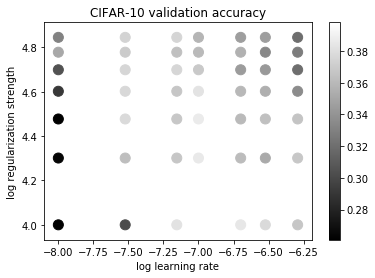 CIFAR-10 validation accuracy
4.8
4.6
4.4
4.2
4.0
log regularization strength
−8.00 −7.75 −7.50 −7.25 −7.00 −6.75 −6.50 −6.25
log learning rate
0.38
0.36
0.34
0.32
0.30
0.28